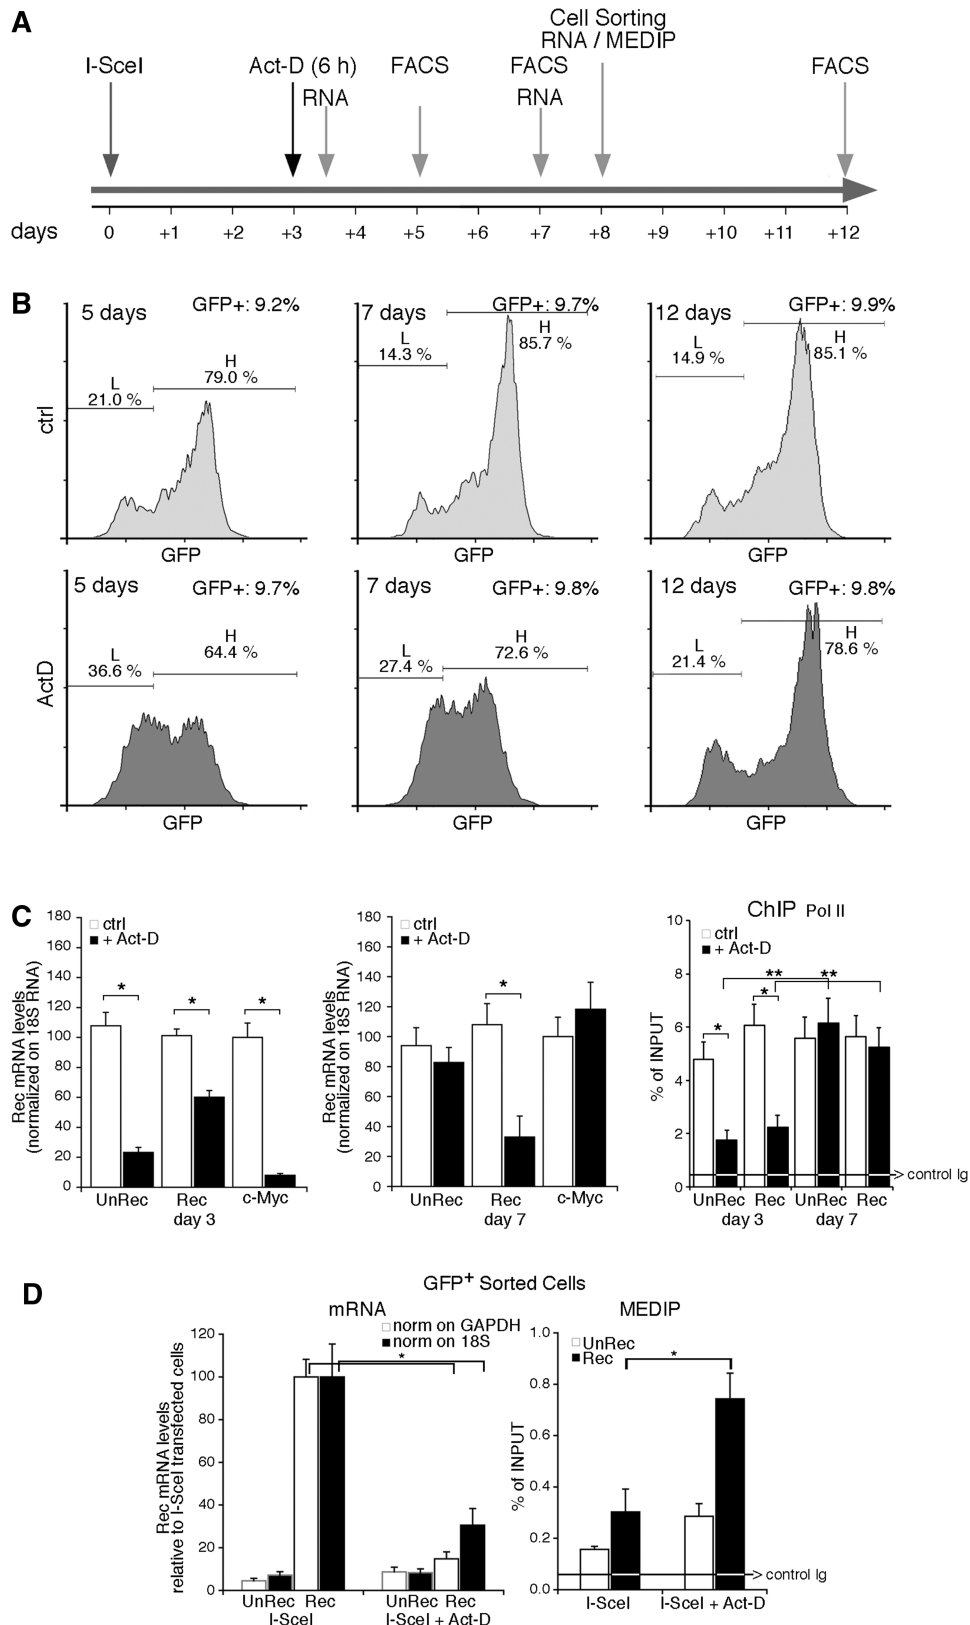 A
Cell Sorting
RNA / MEDIP
I-SceI
Act-D (6 h)
FACS
FACS
FACS
RNA
RNA
days
0
+1
+2
+3
+4
+5
+6
+7
+8
+9
+10
+11
+12
B
ctrl
5 days
GFP+: 9.2%
L
21.0 %
H
79.0 %
GFP
7 days
GFP+: 9.7%
L
14.3 %
H
85.7 %
GFP
12 days
GFP+: 9.9%
L
14.9 %
H
85.1 %
GFP
ActD
5 days
GFP+: 9.7%
L
36.6 %
H
64.4 %
GFP
7 days
GFP+: 9.8%
L
27.4 %
H
72.6 %
GFP
12 days
GFP+: 9.8%
L
21.4 %
H
78.6 %
GFP
C
Rec mRNA levels
(normalized on 18S RNA)
180
160
140
120
100
80
60
40
20
0
ctrl
+ Act-D
*
*
*
UnRec
Rec
c-Myc
day 3
Rec mRNA levels
(normalized on 18S RNA)
180
160
140
120
100
80
60
40
20
0
ctrl
+ Act-D
*
UnRec
Rec
c-Myc
day 7
ChIP Pol II
% of INPUT
10
8
6
4
2
0
ctrl
+ Act-D
*
*
**
**
control Ig
UnRec
Rec
UnRec
Rec
day 3
day 7
D
GFP+ Sorted Cells
mRNA
Rec mRNA levels
relative to I-SceI transfected cells
120
100
80
60
40
20
0
norm on GAPDH
norm on 18S
*
UnRec Rec
I-SceI
UnRec Rec
I-SceI + Act-D
MEDIP
% of INPUT
1.0
0.8
0.6
0.4
0.2
0.0
UnRec
Rec
*
control Ig
I-SceI
I-SceI + Act-D